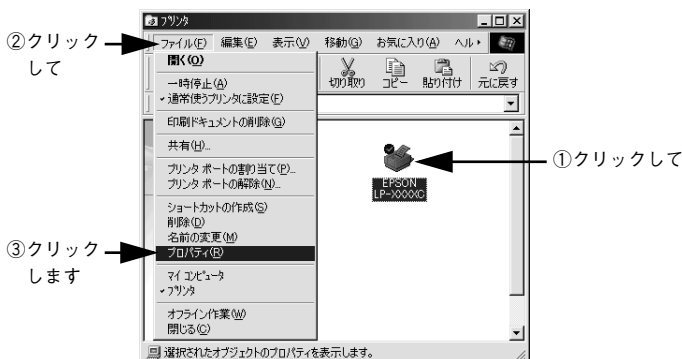 プリンタ
ファイル(F) 編集(E) 表示(V) 移動(G) お気に入り(A) ヘル
②クリック
して
開く(O)
一時停止(A)
通常使うプリンタに設定(F)
印刷ドキュメントの削除(G)
共有(H)...
プリンタ ポートの割り当て(P)...
プリンタ ポートの解除(N)...
ショートカットの作成(S)
削除(D)
名前の変更(M)
プロパティ(R)
マイ コンピュータ
プリンタ
オフライン作業(W)
閉じる(C)
③クリック
します
切り取り コピー 貼り付け 元に戻す
EPSON
LP-XXXXC
①クリックして
選択されたオブジェクトのプロパティを表示します。